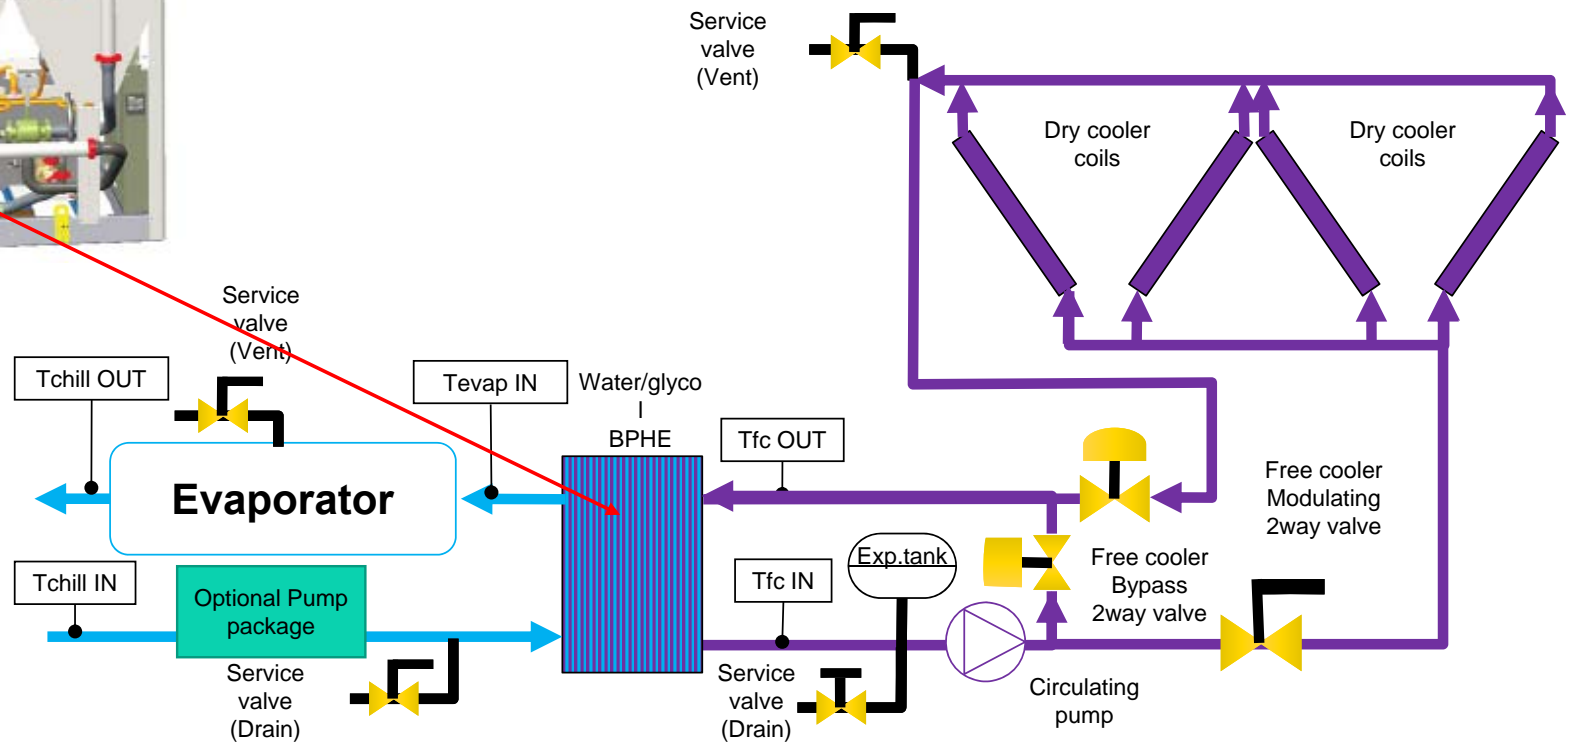 Service
valve
(Vent)
Dry cooler
coils
Dry cooler
coils
Service
valve
(Vent)
Tchill OUT
Tevap IN
Water/glyco
l
BPHE
Tfc OUT
Free cooler
Modulating
2way valve
Evaporator
Exp.tank
Free cooler
Bypass
2way valve
Tchill IN
Optional Pump
package
Tfc IN
Service
valve
(Drain)
Service
valve
(Drain)
Circulating
pump